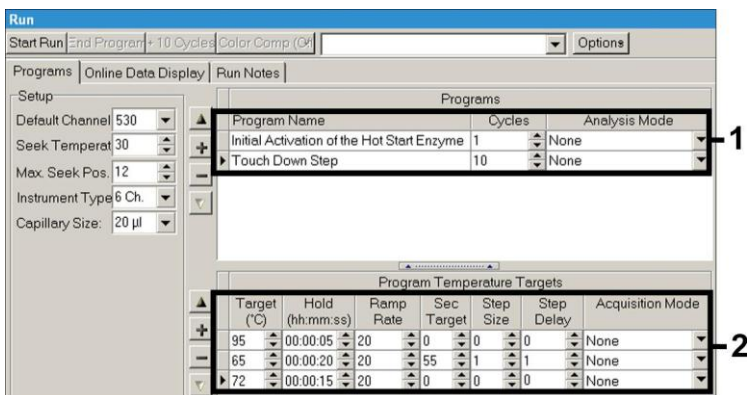 Run
Start Run End Program + 10 Cycles Color Comp (Off) Options
Programs Online Data Display Run Notes
Setup
Default Channel 530
Seek Temperat 30
Max. Seek Pos. 12
Instrument Type 6 Ch.
Capillary Size: 20 µl
Programs
Program Name Cycles Analysis Mode
Initial Activation of the Hot Start Enzyme 1 None
Touch Down Step 10 None
1
Program Temperature Targets
Target (°C) Hold (hh:mm:ss) Ramp Rate Sec Target Step Size Step Delay Acquisition Mode
95 00:00:05 20 0 0 0 None
65 00:00:20 20 55 1 1 None
72 00:00:15 20 0 0 0 None
2